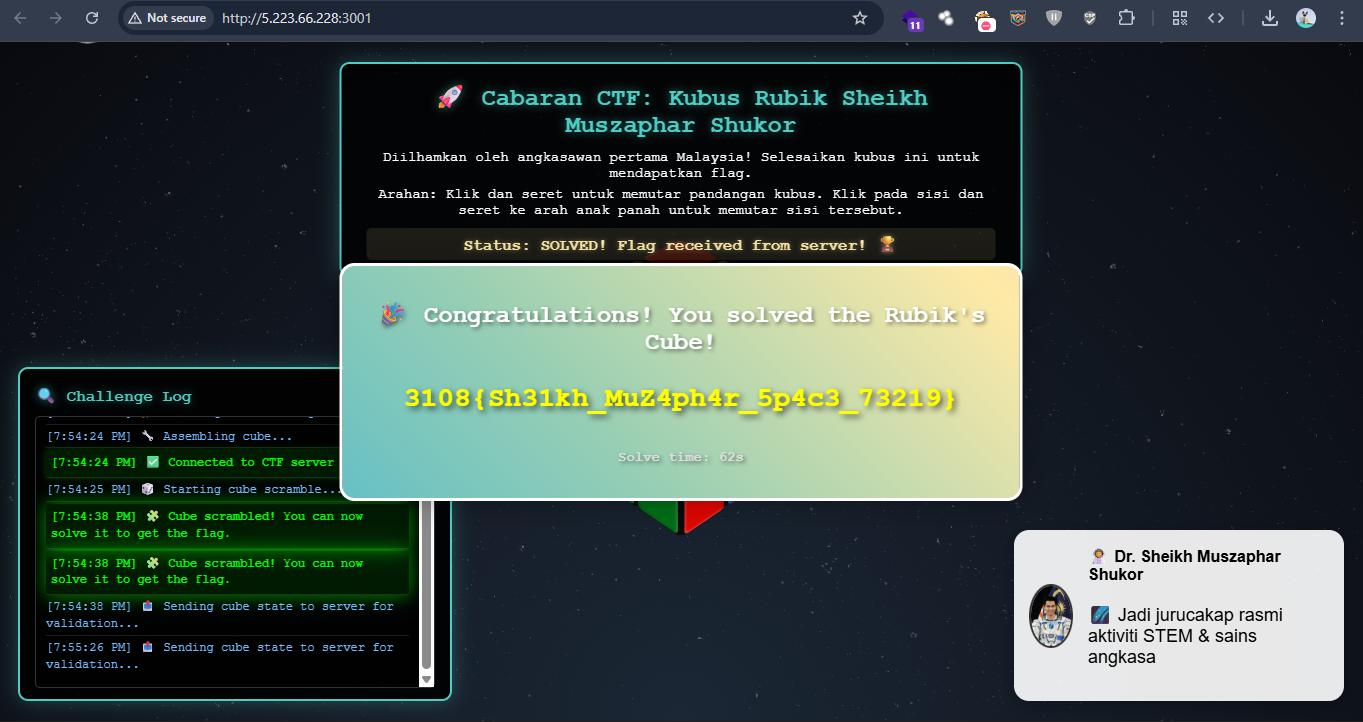 Not secure
http://5.223.66.228:3001
11
🚀 Cabaran CTF: Kubus Rubik Sheikh
Muszaphar Shukor
Diilhamkan oleh angkasawan pertama Malaysia! Selesaikan kubus ini untuk
mendapatkan flag.
Arahan: Klik dan seret untuk memutar pandangan kubus. Klik pada sisi dan
seret ke arah anak panah untuk memutar sisi tersebut.
Status: SOLVED! Flag received from server! 🏆
🎉 Congratulations! You solved the Rubik's
Cube!
3108{Sh31kh_MuZ4ph4r_5p4c3_73219}
Solve time: 62s
🔍 Challenge Log
[7:54:24 PM] 🔧 Assembling cube...
[7:54:24 PM] ✅ Connected to CTF server
[7:54:25 PM] 🎲 Starting cube scramble...
[7:54:38 PM] 🧩 Cube scrambled! You can now
solve it to get the flag.
[7:54:38 PM] 🧩 Cube scrambled! You can now
solve it to get the flag.
[7:54:38 PM] 📤 Sending cube state to server for
validation...
[7:55:26 PM] 📤 Sending cube state to server for
validation...
👨‍🚀 Dr. Sheikh Muszaphar
Shukor
🌌 Jadi jurucakap rasmi
aktiviti STEM & sains
angkasa